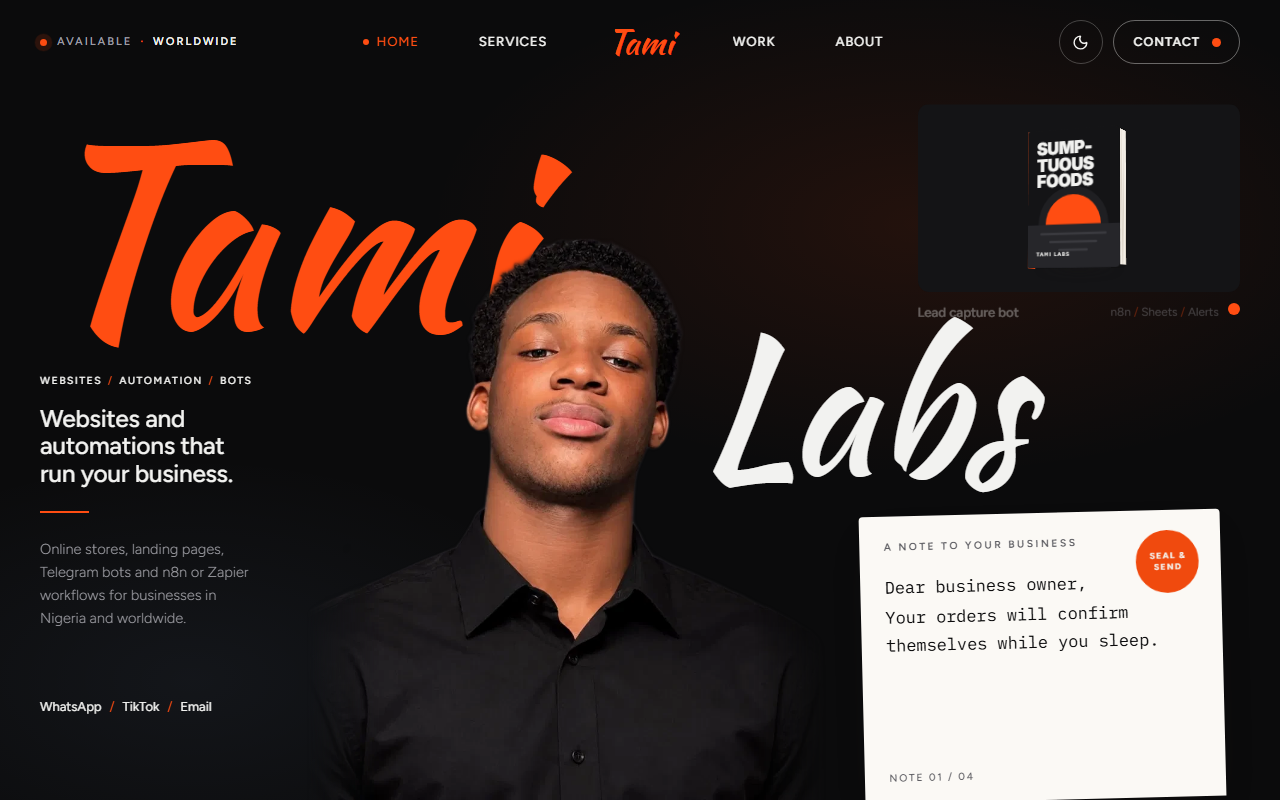 AVAILABLE · WORLDWIDE
HOME
SERVICES
Tami
WORK
ABOUT
CONTACT
Tami
SUMP-
TUOUS
FOODS
TAMI LABS
Lead capture bot
n8n / Sheets / Alerts
Labs
WEBSITES / AUTOMATION / BOTS
Websites and
automations that
run your business.
Online stores, landing pages,
Telegram bots and n8n or Zapier
workflows for businesses in
Nigeria and worldwide.
WhatsApp / TikTok / Email
A NOTE TO YOUR BUSINESS
SEAL &
SEND
Dear business owner,
Your orders will confirm
themselves while you sleep.
NOTE 01 / 04